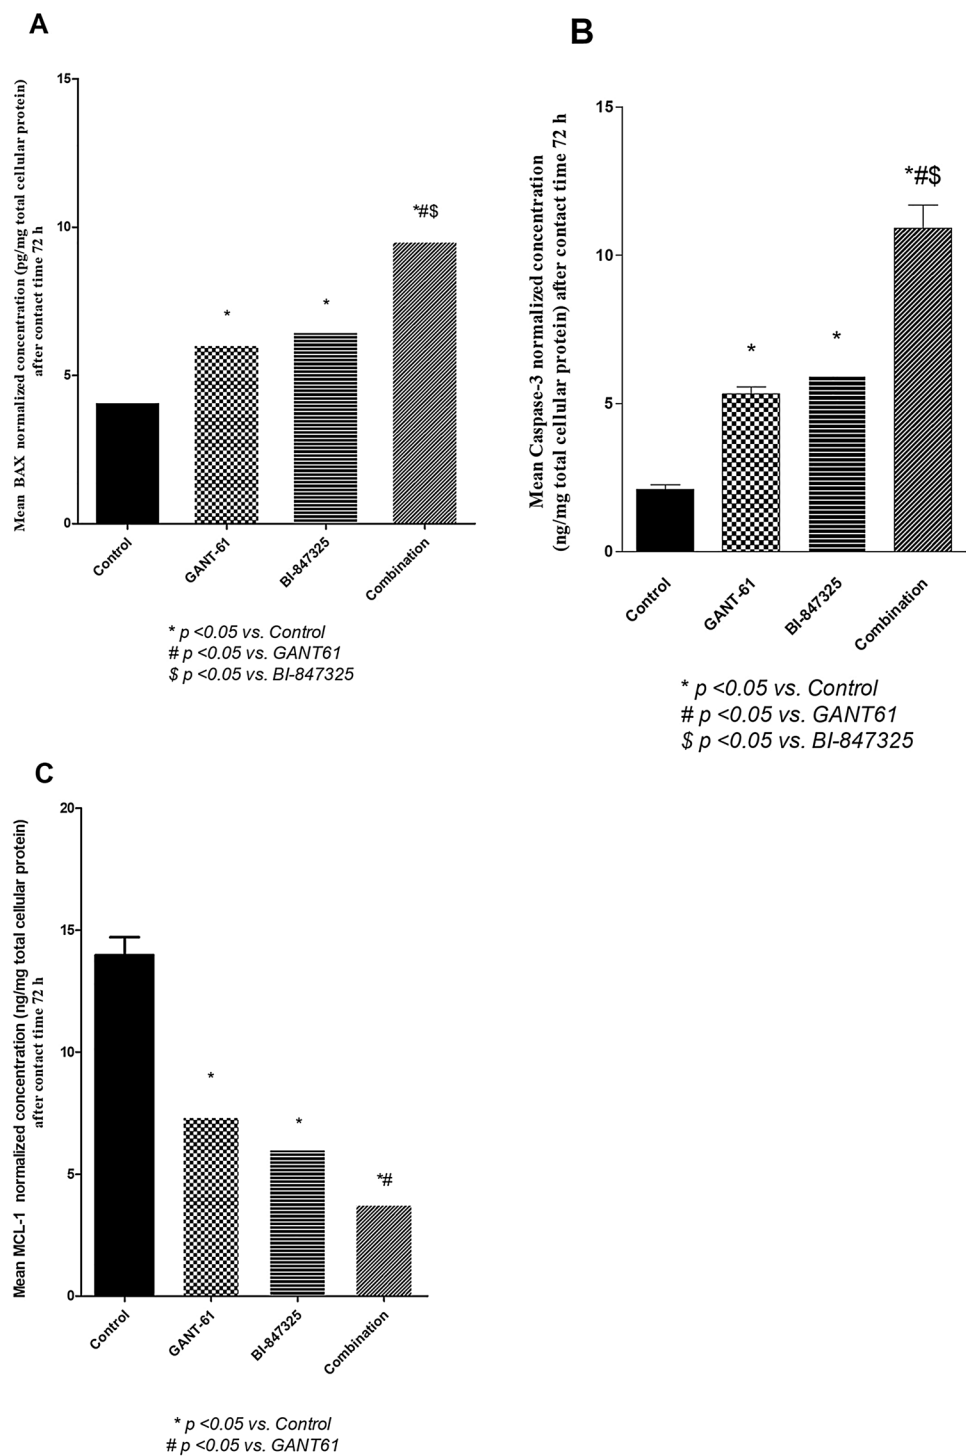 A
Mean BAX normalized concentration (pg/mg total cellular protein)
after contact time 72 h
15
10
5
0
*
*
*#$
Control
GANT-61
BI-847325
Combination
* p <0.05 vs. Control
# p <0.05 vs. GANT61
$ p <0.05 vs. BI-847325
B
Mean Caspase-3 normalized concentration
(ng/mg total cellular protein) after contact time 72 h
15
10
5
0
*
*
*#$
Control
GANT-61
BI-847325
Combination
* p <0.05 vs. Control
# p <0.05 vs. GANT61
$ p <0.05 vs. BI-847325
C
Mean MCL-1 normalized concentration (ng/mg total cellular protein)
after contact time 72 h
20
15
10
5
0
*
*
*#
Control
GANT-61
BI-847325
Combination
* p <0.05 vs. Control
# p <0.05 vs. GANT61